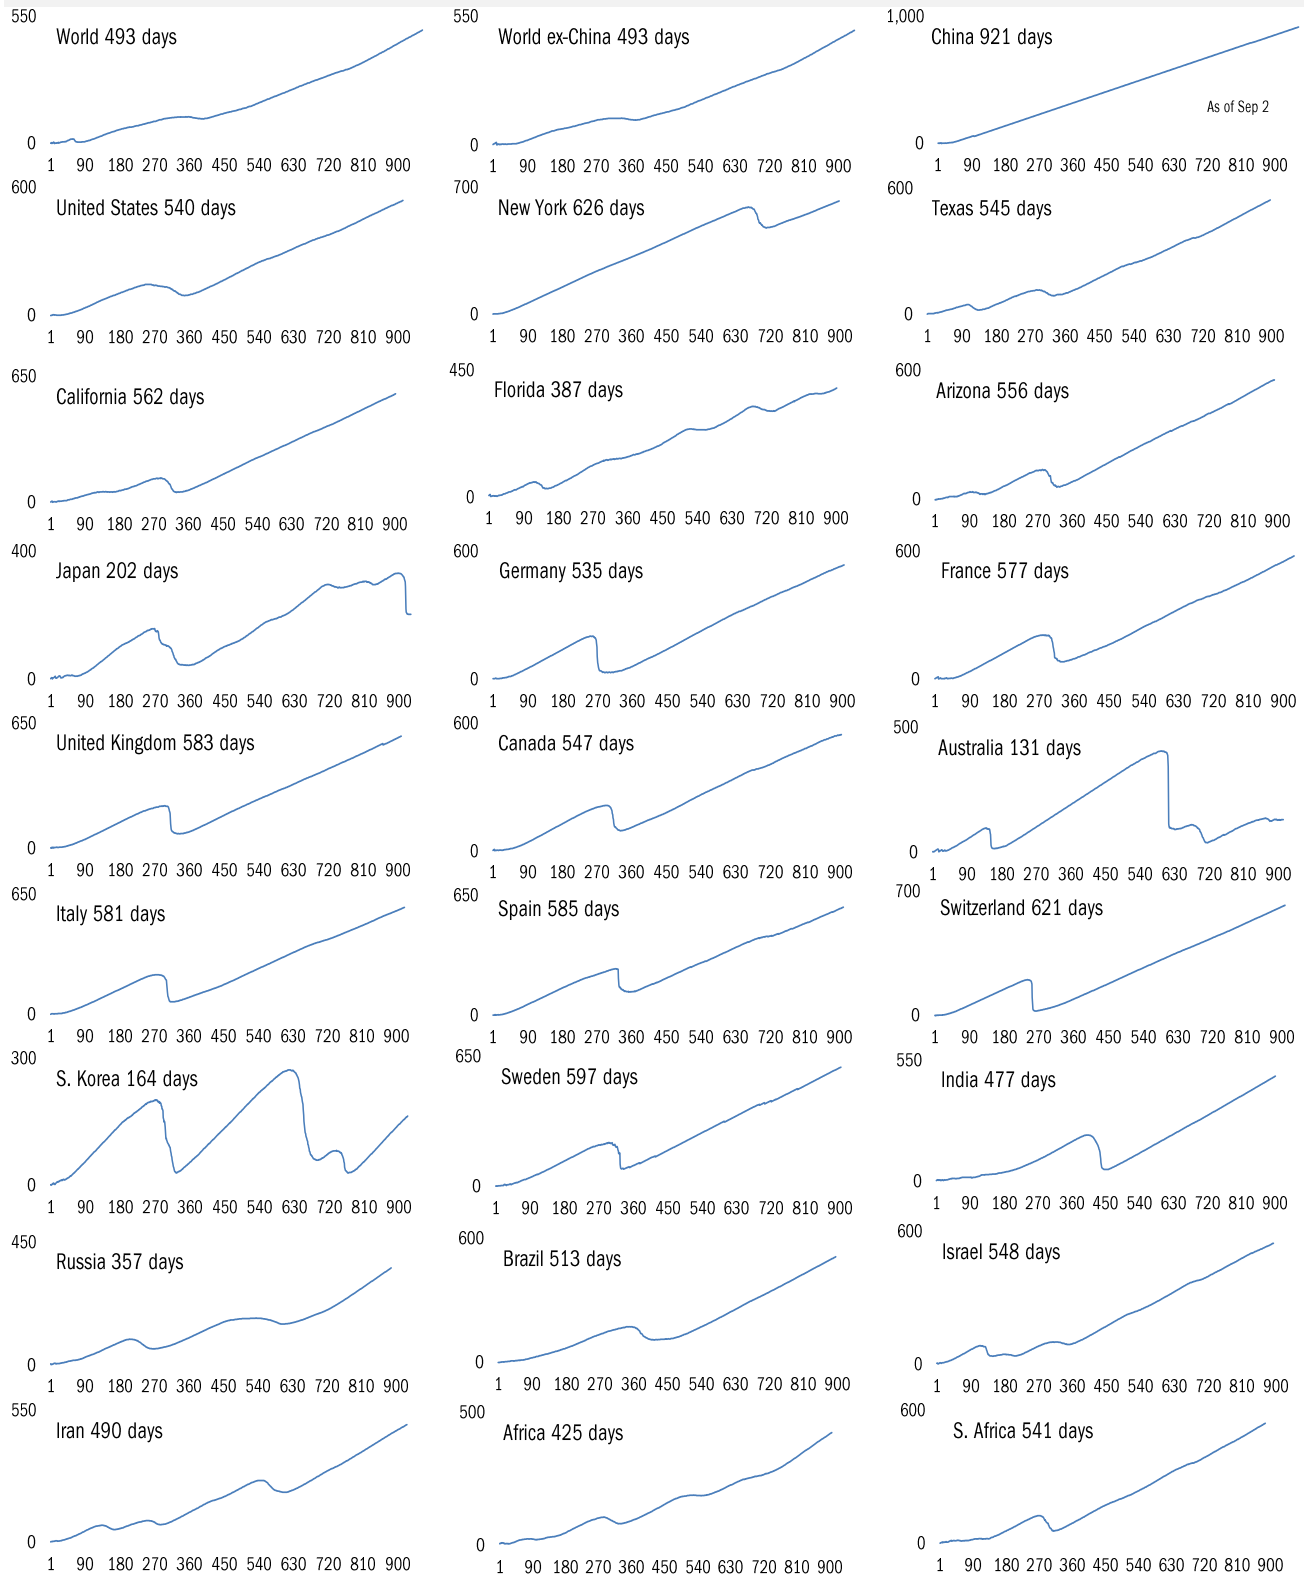 550 550 1,000
World 493 days World ex-China 493 days China 921 days
As of Sep 2
0 0 0
1 90 180 270 360 450 540 630 720 810 900 1 90 180 270 360 450 540 630 720 810 900 1 90 180 270 360 450 540 630 720 810 900
600 700 600
United States 540 days New York 626 days Texas 545 days
0 0 0
1 90 180 270 360 450 540 630 720 810 900 1 90 180 270 360 450 540 630 720 810 900 1 90 180 270 360 450 540 630 720 810 900
650 450 600
California 562 days Florida 387 days Arizona 556 days
0 0 0
1 90 180 270 360 450 540 630 720 810 900 1 90 180 270 360 450 540 630 720 810 900 1 90 180 270 360 450 540 630 720 810 900
400 600 600
Japan 202 days Germany 535 days France 577 days
0 0 0
1 90 180 270 360 450 540 630 720 810 900 1 90 180 270 360 450 540 630 720 810 900 1 90 180 270 360 450 540 630 720 810 900
650 600 500
United Kingdom 583 days Canada 547 days Australia 131 days
0 0 0
1 90 180 270 360 450 540 630 720 810 900 1 90 180 270 360 450 540 630 720 810 900 1 90 180 270 360 450 540 630 720 810 900
650 650 700
Italy 581 days Spain 585 days Switzerland 621 days
0 0 0
1 90 180 270 360 450 540 630 720 810 900 1 90 180 270 360 450 540 630 720 810 900 1 90 180 270 360 450 540 630 720 810 900
300 650 550
S. Korea 164 days Sweden 597 days India 477 days
0 0 0
1 90 180 270 360 450 540 630 720 810 900 1 90 180 270 360 450 540 630 720 810 900 1 90 180 270 360 450 540 630 720 810 900
450 600 600
Russia 357 days Brazil 513 days Israel 548 days
0 0 0
1 90 180 270 360 450 540 630 720 810 900 1 90 180 270 360 450 540 630 720 810 900 1 90 180 270 360 450 540 630 720 810 900
550 500 600
Iran 490 days Africa 425 days S. Africa 541 days
0 0 0
1 90 180 270 360 450 540 630 720 810 900 1 90 180 270 360 450 540 630 720 810 900 1 90 180 270 360 450 540 630 720 810 900